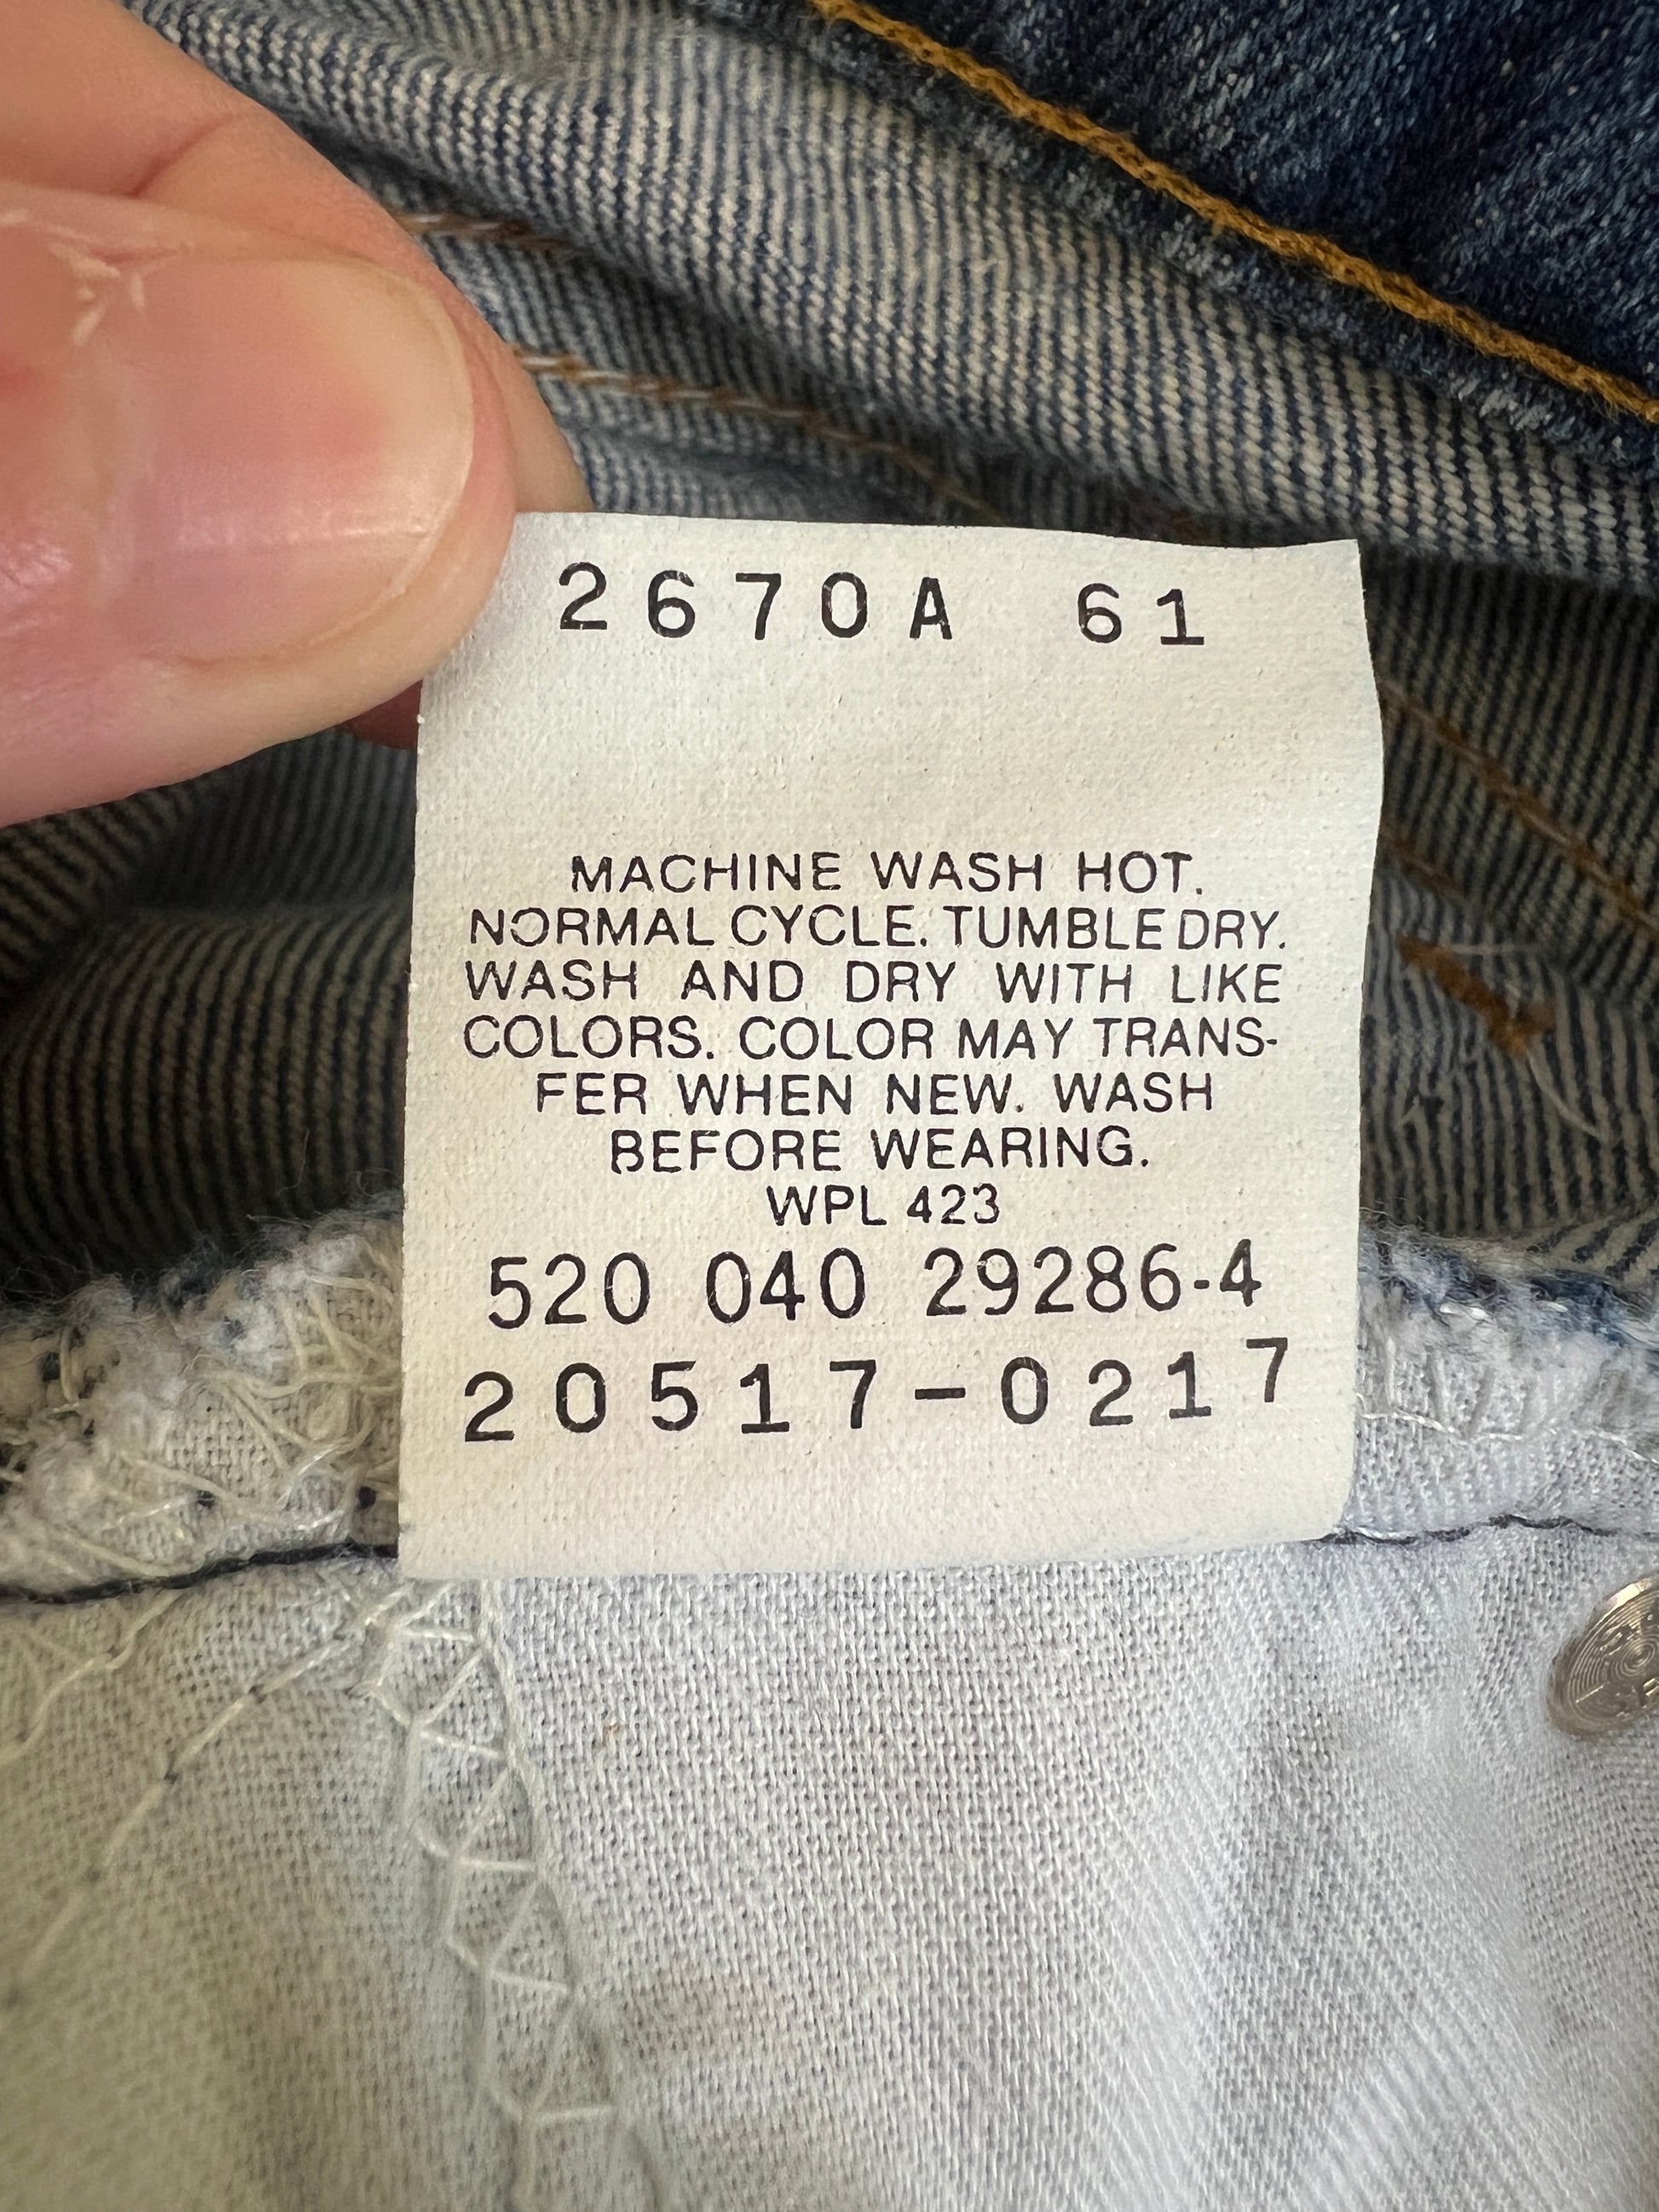 2670A 61
MACHINE WASH HOT.
NORMAL CYCLE. TUMBLE DRY.
WASH AND DRY WITH LIKE
COLORS. COLOR MAY TRANS-
FER WHEN NEW. WASH
BEFORE WEARING.
WPL 423
520 040 29286-4
20517-0217